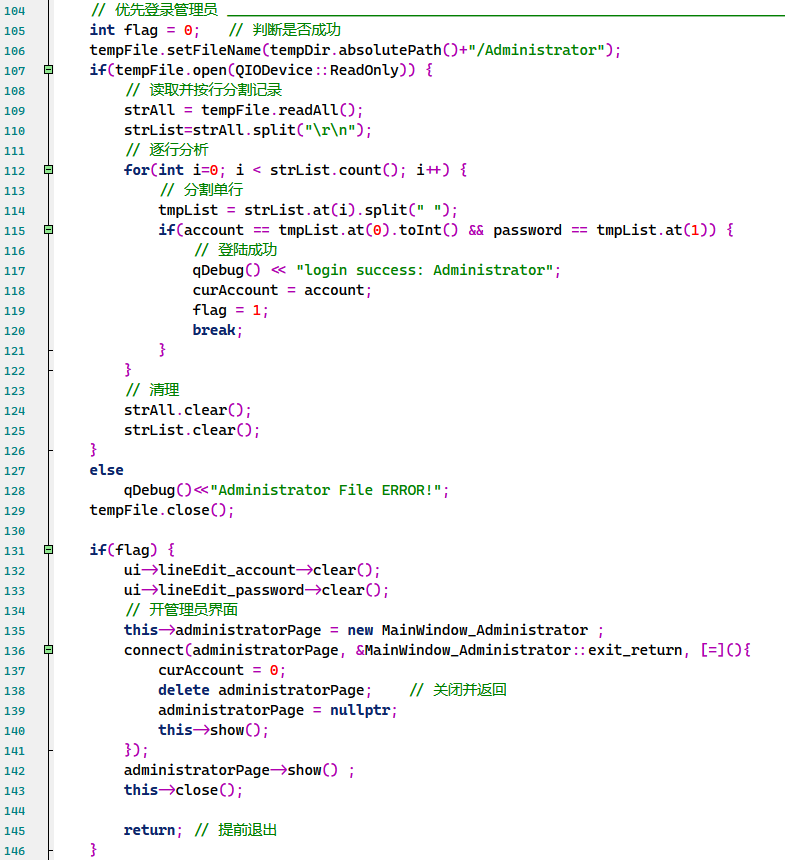 104 // 优先登录管理员 ___________________________________________________________________
105 int flag = 0;   // 判断是否成功
106 tempFile.setFileName(tempDir.absolutePath()+"/Administrator");
107 if(tempFile.open(QIODevice::ReadOnly)) {
108     // 读取并按行分割记录
109     strAll = tempFile.readAll();
110     strList=strAll.split("\r\n");
111     // 逐行分析
112     for(int i=0; i < strList.count(); i++) {
113         // 分割单行
114         tmpList = strList.at(i).split(" ");
115         if(account == tmpList.at(0).toInt() && password == tmpList.at(1)) {
116             // 登陆成功
117             qDebug() << "login success: Administrator";
118             curAccount = account;
119             flag = 1;
120             break;
121         }
122     }
123     // 清理
124     strAll.clear();
125     strList.clear();
126 }
127 else
128     qDebug()<<"Administrator File ERROR!";
129 tempFile.close();
130
131 if(flag) {
132     ui->lineEdit_account->clear();
133     ui->lineEdit_password->clear();
134     // 开管理员界面
135     this->administratorPage = new MainWindow_Administrator ;
136     connect(administratorPage, &MainWindow_Administrator::exit_return, [=](){
137         curAccount = 0;
138         delete administratorPage;    // 关闭并返回
139         administratorPage = nullptr;
140         this->show();
141     });
142     administratorPage->show() ;
143     this->close();
144
145     return; // 提前退出
146 }